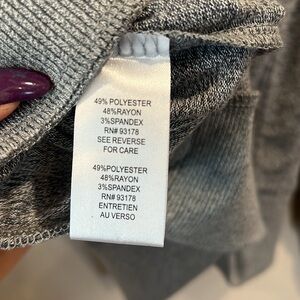 49% POLYESTER
48%RAYON
3%SPANDEX
RN# 93178
SEE REVERSE
FOR CARE
49%POLYESTER
48%RAYON
3%SPANDEX
RN# 93178
ENTRETIEN
AU VERSO